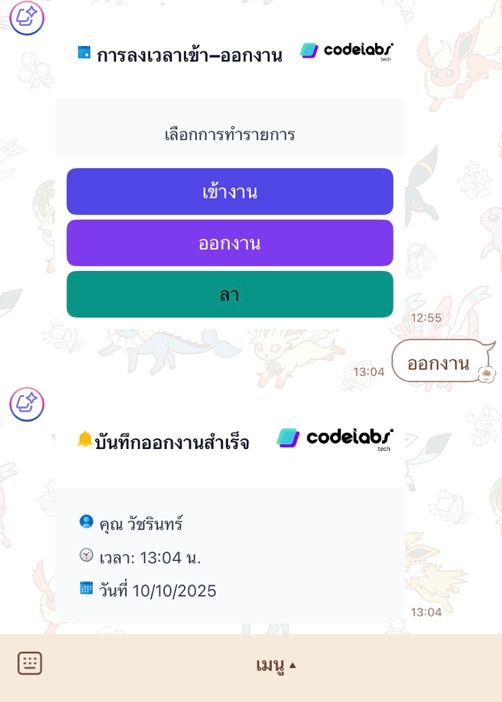 การลงเวลาเข้า–ออกงาน
codelabs
tech
เลือกการทำรายการ
เข้างาน
ออกงาน
ลา
12:55
13:04
ออกงาน
บันทึกออกงานสำเร็จ
codelabs
tech
คุณ วัชรินทร์
เวลา: 13:04 น.
วันที่ 10/10/2025
13:04
เมนู ▴